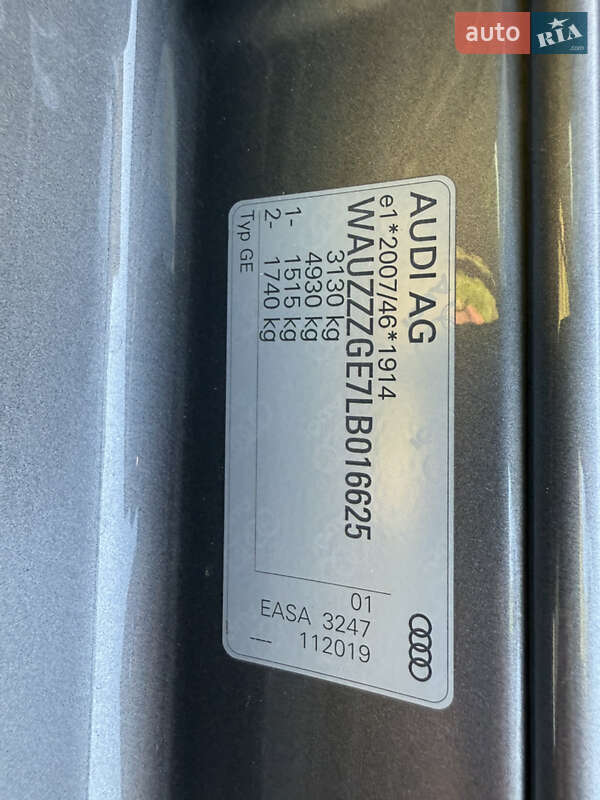 auto RIA .com
AUDI AG
e1*2007/46*1914
WAUZZZGE7LB016625
3130 kg
4930 kg
1- 1515 kg
2- 1740 kg
Typ GE
01
EASA 3247
— 112019